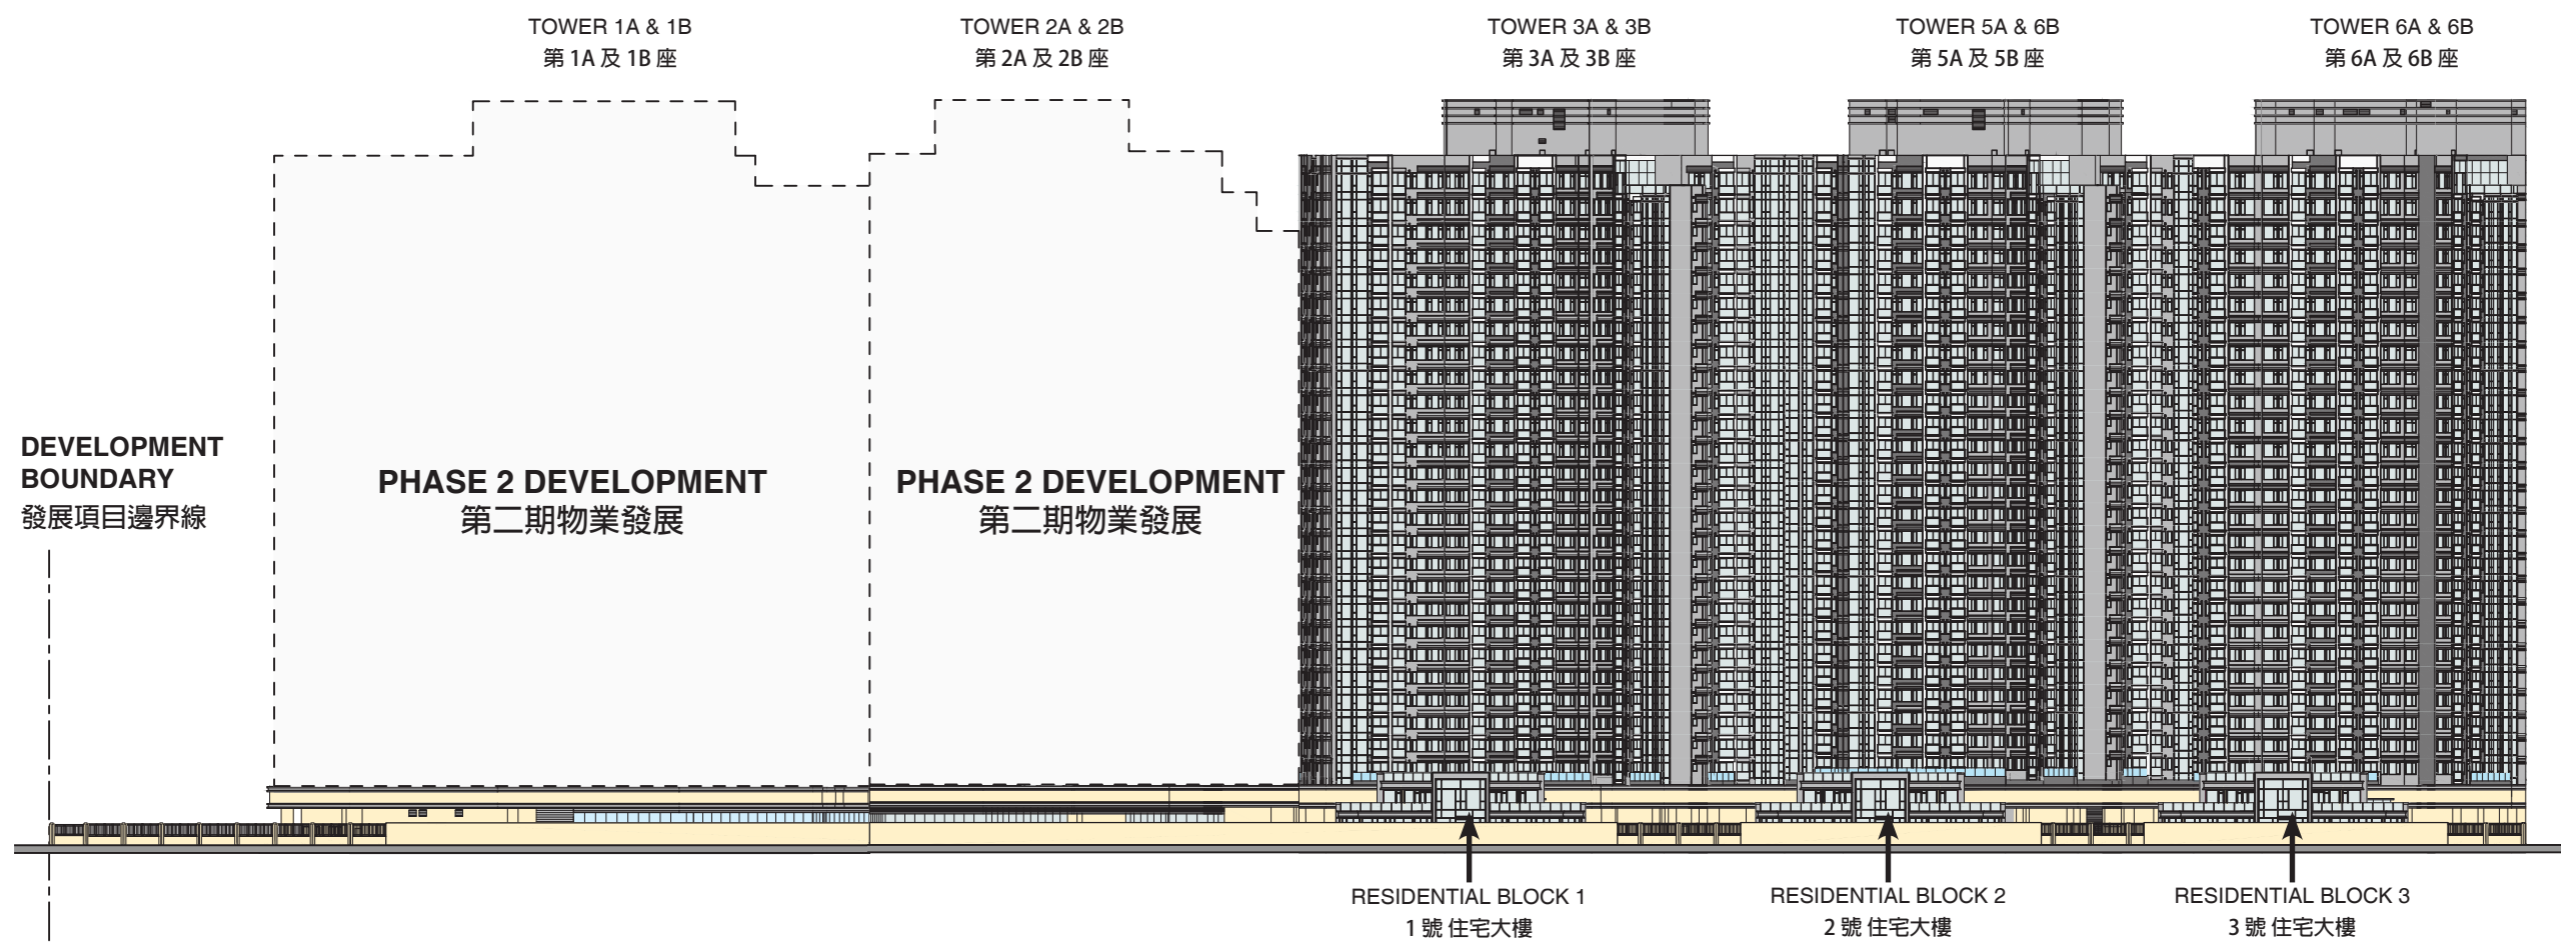 TOWER 1A & 1B
第 1A 及 1B 座
TOWER 2A & 2B
第 2A 及 2B 座
TOWER 3A & 3B
第 3A 及 3B 座
TOWER 5A & 6B
第 5A 及 5B 座
TOWER 6A & 6B
第 6A 及 6B 座
DEVELOPMENT
BOUNDARY
發展項目邊界線
PHASE 2 DEVELOPMENT
第二期物業發展
PHASE 2 DEVELOPMENT
第二期物業發展
RESIDENTIAL BLOCK 1
1 號 住宅大樓
RESIDENTIAL BLOCK 2
2 號 住宅大樓
RESIDENTIAL BLOCK 3
3 號 住宅大樓